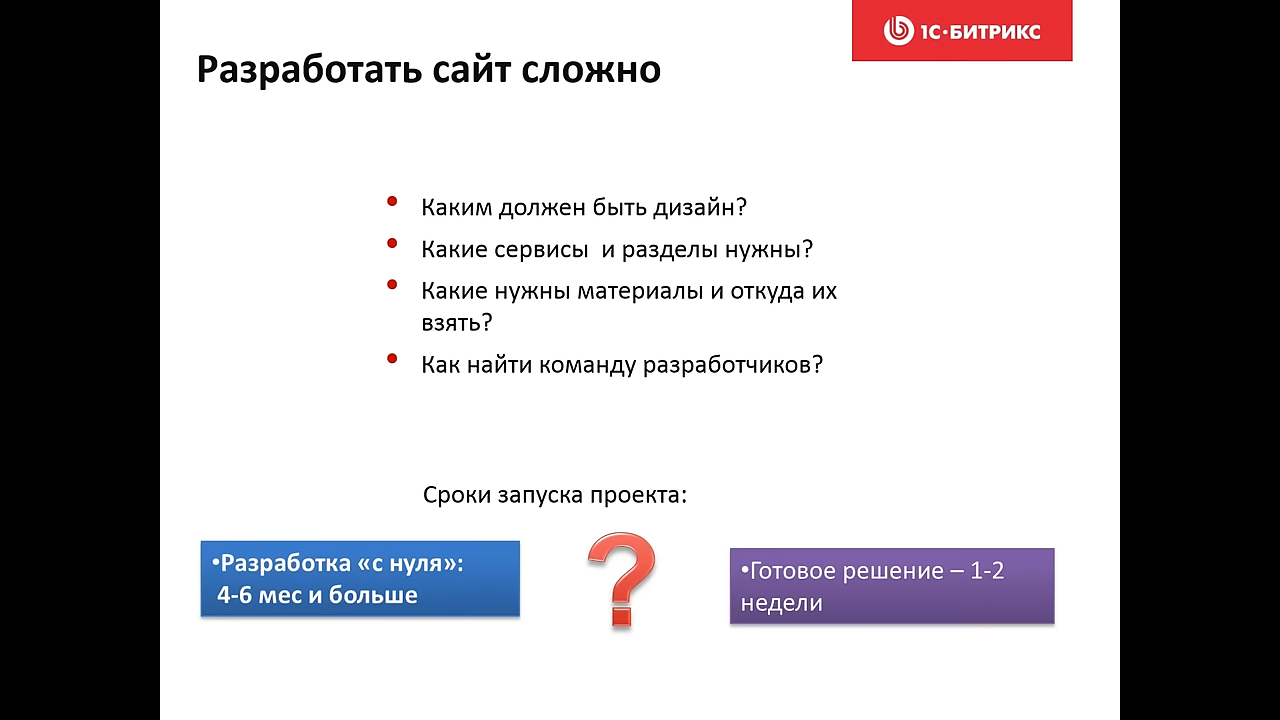 1С•БИТРИКС
Разработать сайт сложно
• Каким должен быть дизайн?
• Какие сервисы и разделы нужны?
• Какие нужны материалы и откуда их
взять?
• Как найти команду разработчиков?
Сроки запуска проекта:
•Разработка «с нуля»:
4-6 мес и больше
?
•Готовое решение – 1-2
недели